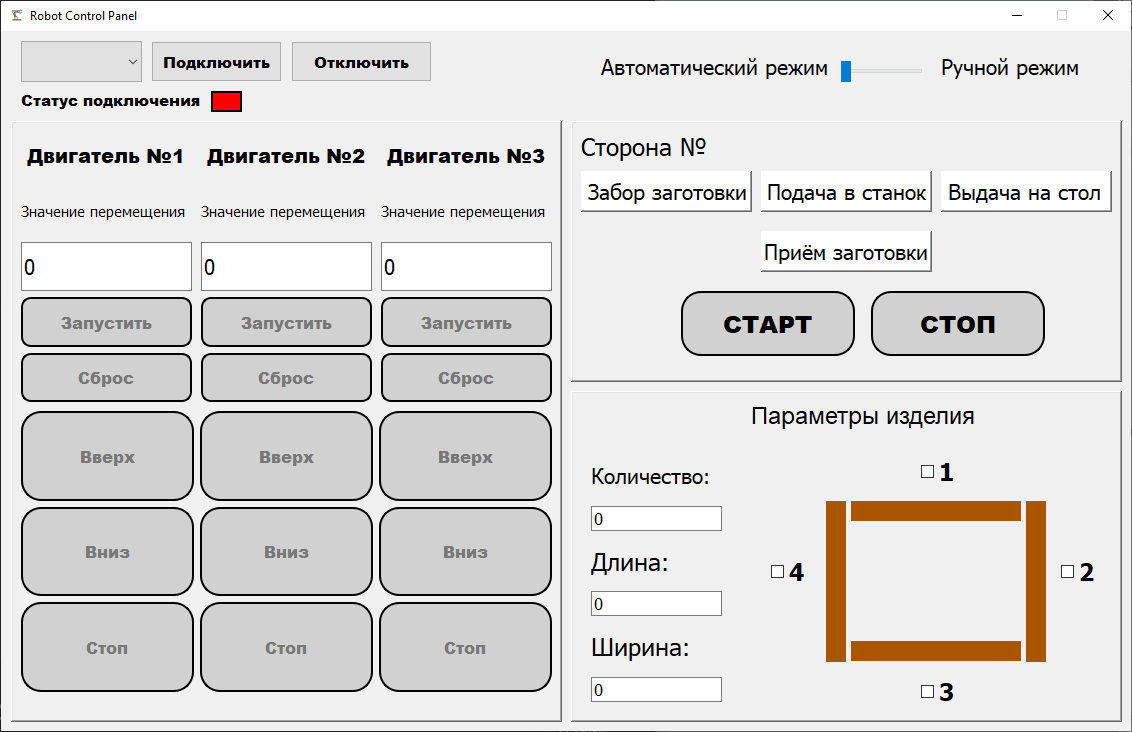 Robot Control Panel
Подключить Отключить
Автоматический режим Ручной режим
Статус подключения
Двигатель №1 Двигатель №2 Двигатель №3
Значение перемещения Значение перемещения Значение перемещения
0 0 0
Запустить Запустить Запустить
Сброс Сброс Сброс
Вверх Вверх Вверх
Вниз Вниз Вниз
Стоп Стоп Стоп
Сторона №
Забор заготовки Подача в станок Выдача на стол
Приём заготовки
СТАРТ СТОП
Параметры изделия
Количество:
0
Длина:
0
Ширина:
0
1
4 2
3